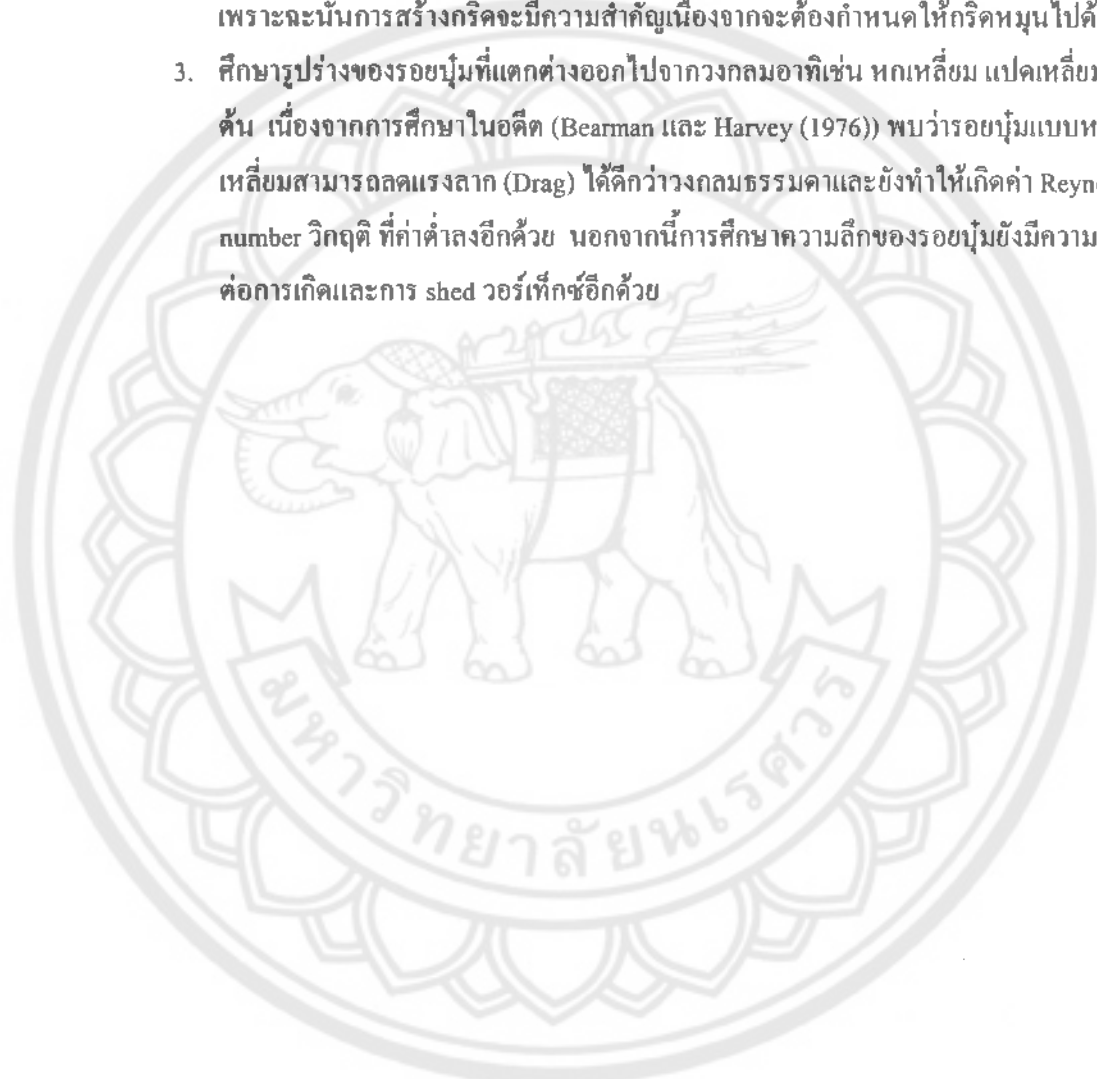 เพราะฉะนั้นการสร้างกริดจะมีความสำคัญเนื่องจากจะต้องกำหนดให้กริดหมุนไปด้
3. ศึกษารูปร่างของรอยบุ๋มที่แตกต่างออกไปจากวงกลมอาทิเช่น หกเหลี่ยม แปดเหลี่ยม
ต้น เนื่องจากการศึกษาในอดีต (Bearman และ Harvey (1976)) พบว่ารอยบุ๋มแบบห
เหลี่ยมสามารถลดแรงลาก (Drag) ได้ดีกว่าวงกลมธรรมดาและยังทำให้เกิดค่า Reyn
number วิกฤติ ที่ค่าต่ำลงอีกด้วย นอกจากนี้การศึกษาความลึกของรอยบุ๋มยังมีความ
ต่อการเกิดและการ shed วอร์เท็กซ์อีกด้วย
มหาวิทยาลัยนเรศวร